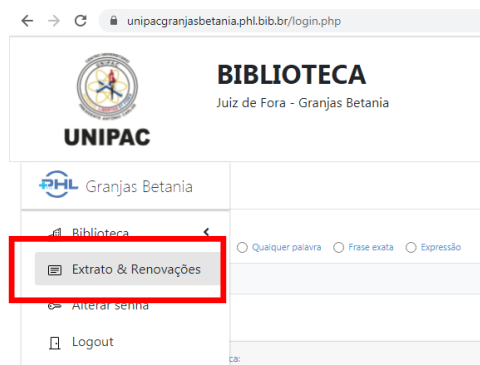 unipacgranjasbetania.phl.bib.br/login.php
BIBLIOTECA
Juiz de Fora - Granjas Betania
UNIPAC
PHL Granjas Betania
Biblioteca
Qualquer palavra Frase exata Expressão
Extrato & Renovações
Alterar senha
Logout
ca: